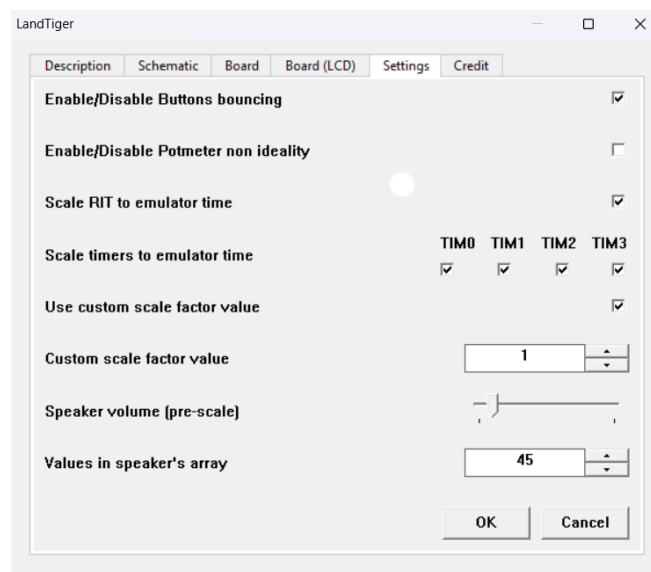 LandTiger
Description Schematic Board Board (LCD) Settings Credit
Enable/Disable Buttons bouncing
Enable/Disable Potmeter non ideality
Scale RIT to emulator time
TIM0 TIM1 TIM2 TIM3
Scale timers to emulator time
Use custom scale factor value
Custom scale factor value 1
Speaker volume (pre-scale)
Values in speaker's array 45
OK Cancel